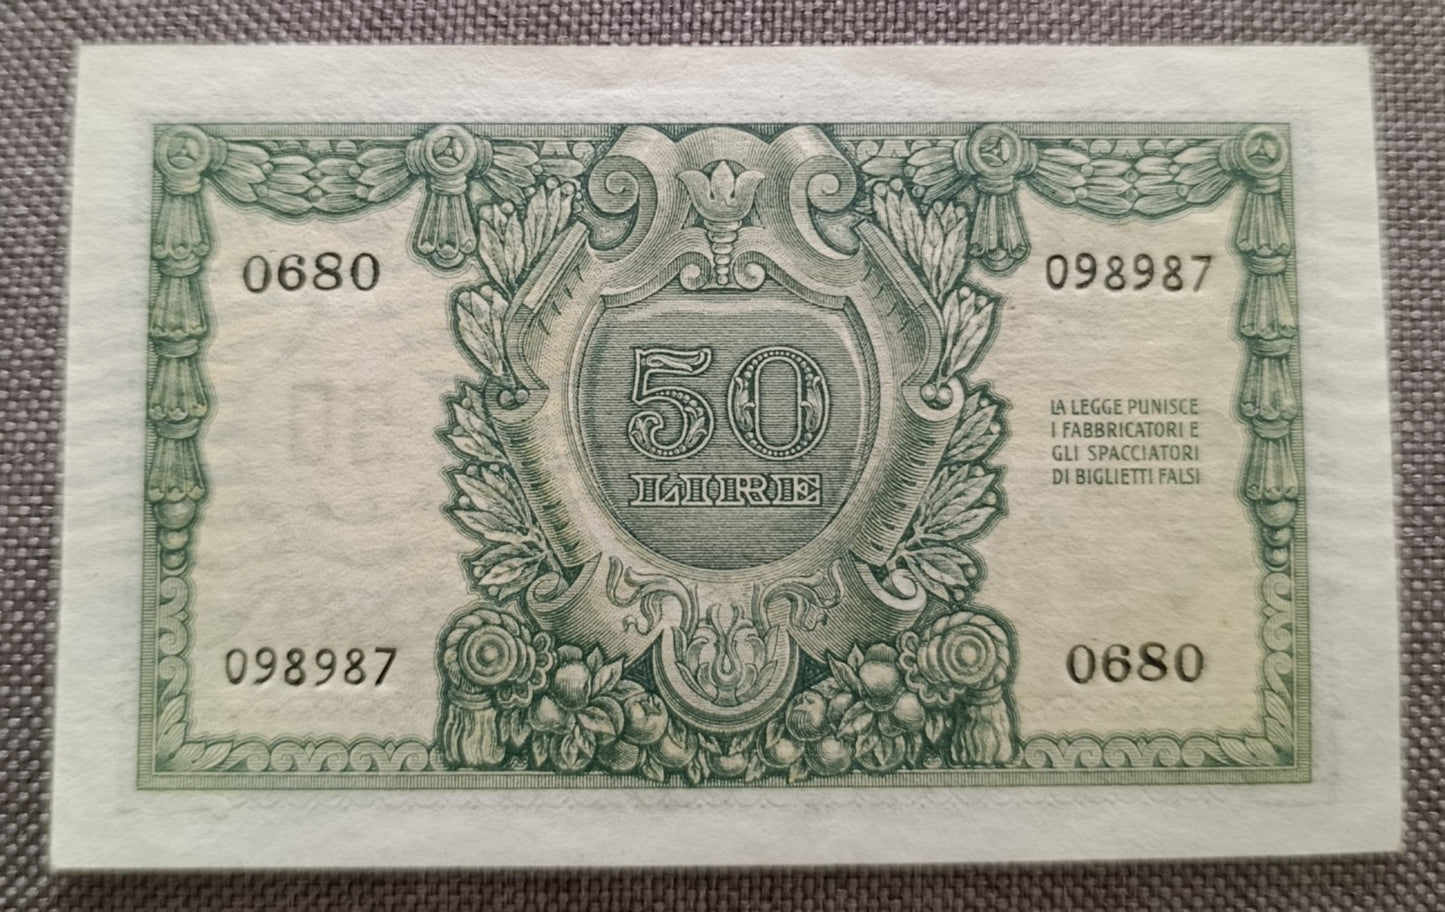 0680
098987
50
LIRE
LA LEGGE PUNISCE
I FABBRICATORI E
GLI SPACCIATORI
DI BIGLIETTI FALSI
098987
0680